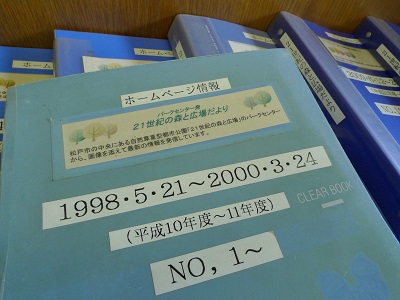 ホームページ情報
パークセンター発
21世紀の森と広場だより
松戸市の中央にある自然尊重型都市公園「21世紀の森と広場」のパークセンター
から、画像を添えて最新の情報を発信しています。
1998・5・21～2000・3・24
(平成10年度～11年度)
CLEAR BOOK
NO, 1～